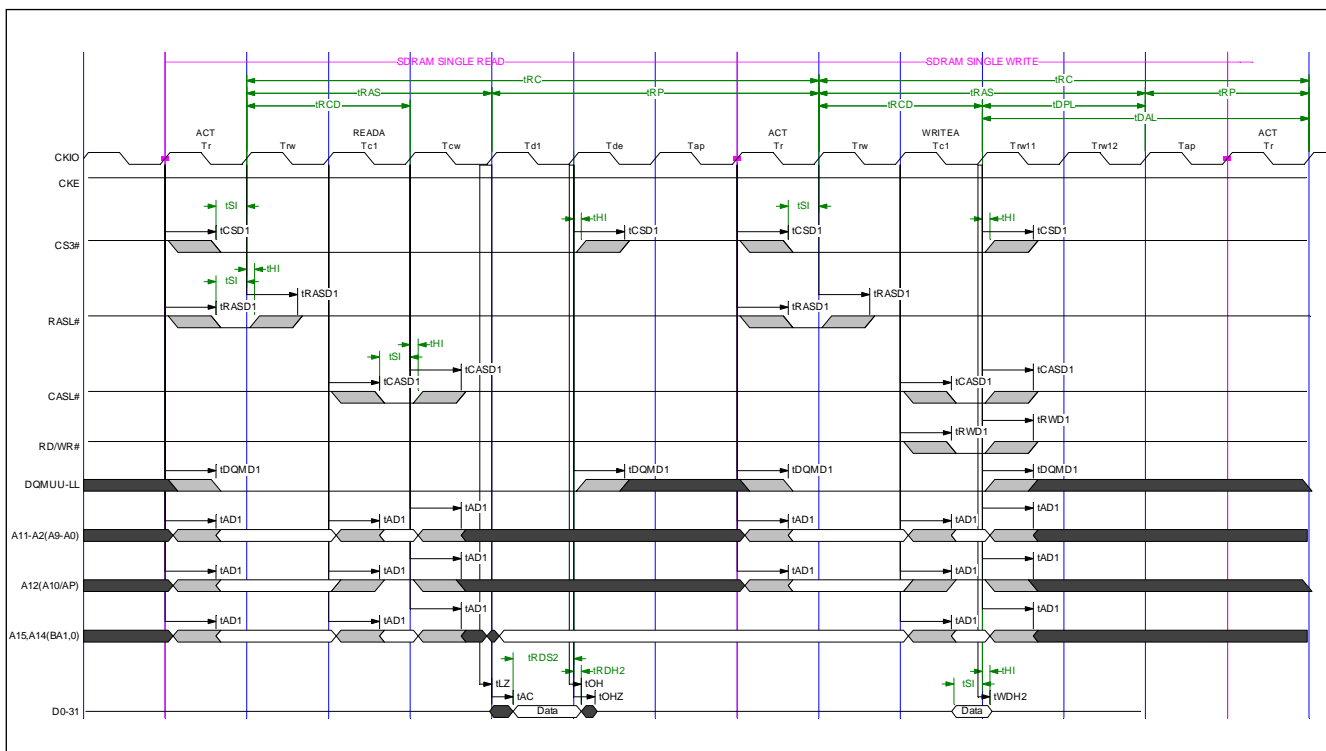 SDRAM SINGLE READ SDRAM SINGLE WRITE
tRC tRC
tRAS tRP tRAS tRP
tRCD tRCD tDPL
tDAL
ACT READA ACT WRITEA ACT
Tr Trw Tc1 Tcw Td1 Tde Tap Tr Trw Tc1 Trw11 Trw12 Tap Tr
CKIO
CKE
tSI tSI
tHI tHI
tCSD1 tCSD1 tCSD1 tCSD1
CS3#
tHI
tSI
tRASD1 tRASD1
tRASD1 tRASD1
RASL#
tHI
tSI
tCASD1 tCASD1
tCASD1 tCASD1
CASL#
tRWD1
tRWD1
RD/WR#
tDQMD1 tDQMD1 tDQMD1 tDQMD1
DQMUU-LL
tAD1 tAD1
tAD1 tAD1 tAD1 tAD1
A11-A2(A9-A0)
tAD1 tAD1
tAD1 tAD1 tAD1 tAD1
A12(A10/AP)
tAD1 tAD1
tAD1 tAD1 tAD1
A15,A14(BA1,0)
tRDS2
tRDH2 tHI
tLZ tOH tSI
tAC tOHZ tWDH2
D0-31 Data Data